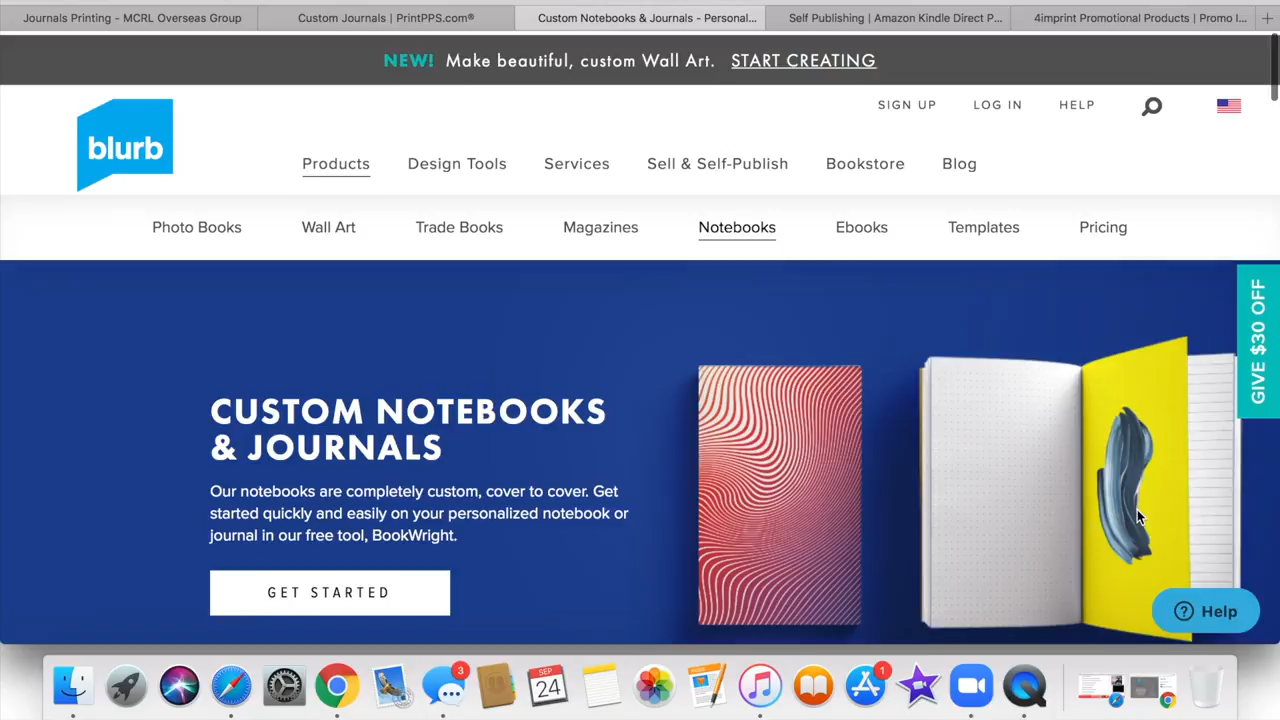 Journals Printing - MCRL Overseas Group
Custom Journals | PrintPPS.com®
Custom Notebooks & Journals - Personal...
Self Publishing | Amazon Kindle Direct P...
4imprint Promotional Products | Promo I...
NEW! Make beautiful, custom Wall Art. START CREATING
SIGN UP LOG IN HELP
blurb
Products Design Tools Services Sell & Self-Publish Bookstore Blog
Photo Books Wall Art Trade Books Magazines Notebooks Ebooks Templates Pricing
GIVE $30 OFF
CUSTOM NOTEBOOKS
& JOURNALS
Our notebooks are completely custom, cover to cover. Get
started quickly and easily on your personalized notebook or
journal in our free tool, BookWright.
GET STARTED
? Help
3
SEP
24
1